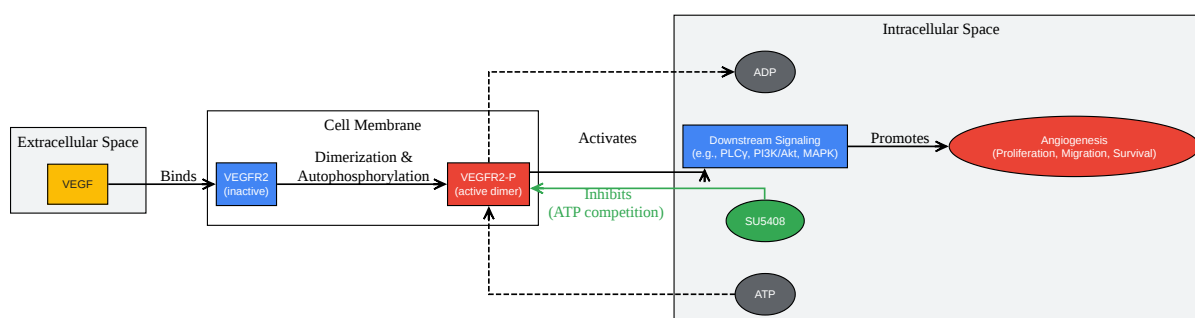 Intracellular Space
ADP
Extracellular Space
VEGF
Binds
Cell Membrane
VEGFR2
(inactive)
Dimerization &
Autophosphorylation
VEGFR2-P
(active dimer)
Activates
Inhibits
(ATP competition)
Downstream Signaling
(e.g., PLCγ, PI3K/Akt, MAPK)
Promotes
Angiogenesis
(Proliferation, Migration, Survival)
SU5408
ATP